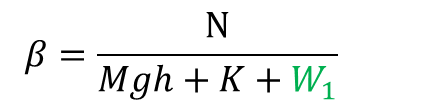 β = N / (Mgh + K + W₁)